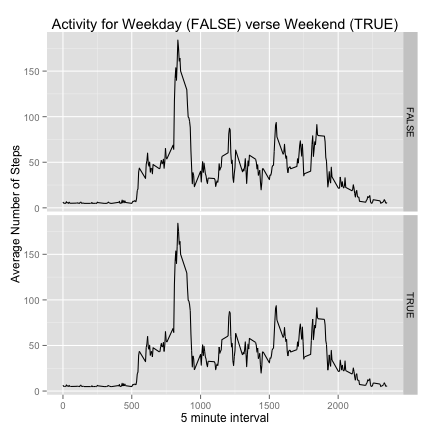 Activity for Weekday (FALSE) verse Weekend (TRUE)
150
100
50
0
FALSE
150
100
50
0
TRUE
Average Number of Steps
0 500 1000 1500 2000
5 minute interval